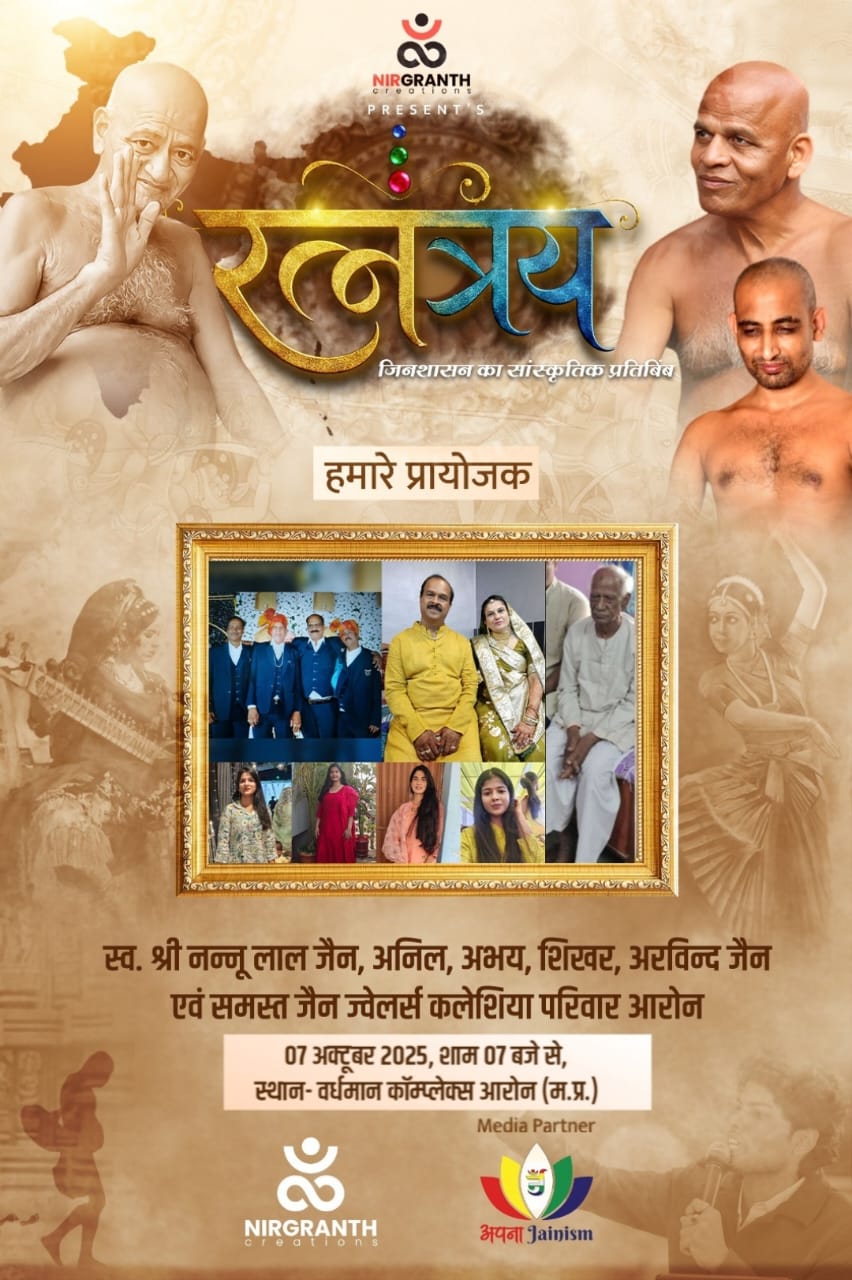 NIRGRANTH
creations
PRESENT'S
रत्नत्रय
जिनशासन का सांस्कृतिक प्रतिबिंब
हमारे प्रायोजक
स्व. श्री नन्नू लाल जैन, अनिल, अभय, शिखर, अरविन्द जैन
एवं समस्त जैन ज्वेलर्स कलेशिया परिवार आरोन
07 अक्टूबर 2025, शाम 07 बजे से,
स्थान- वर्धमान कॉम्प्लेक्स आरोन (म.प्र.)
Media Partner
NIRGRANTH
creations
अपना Jainism